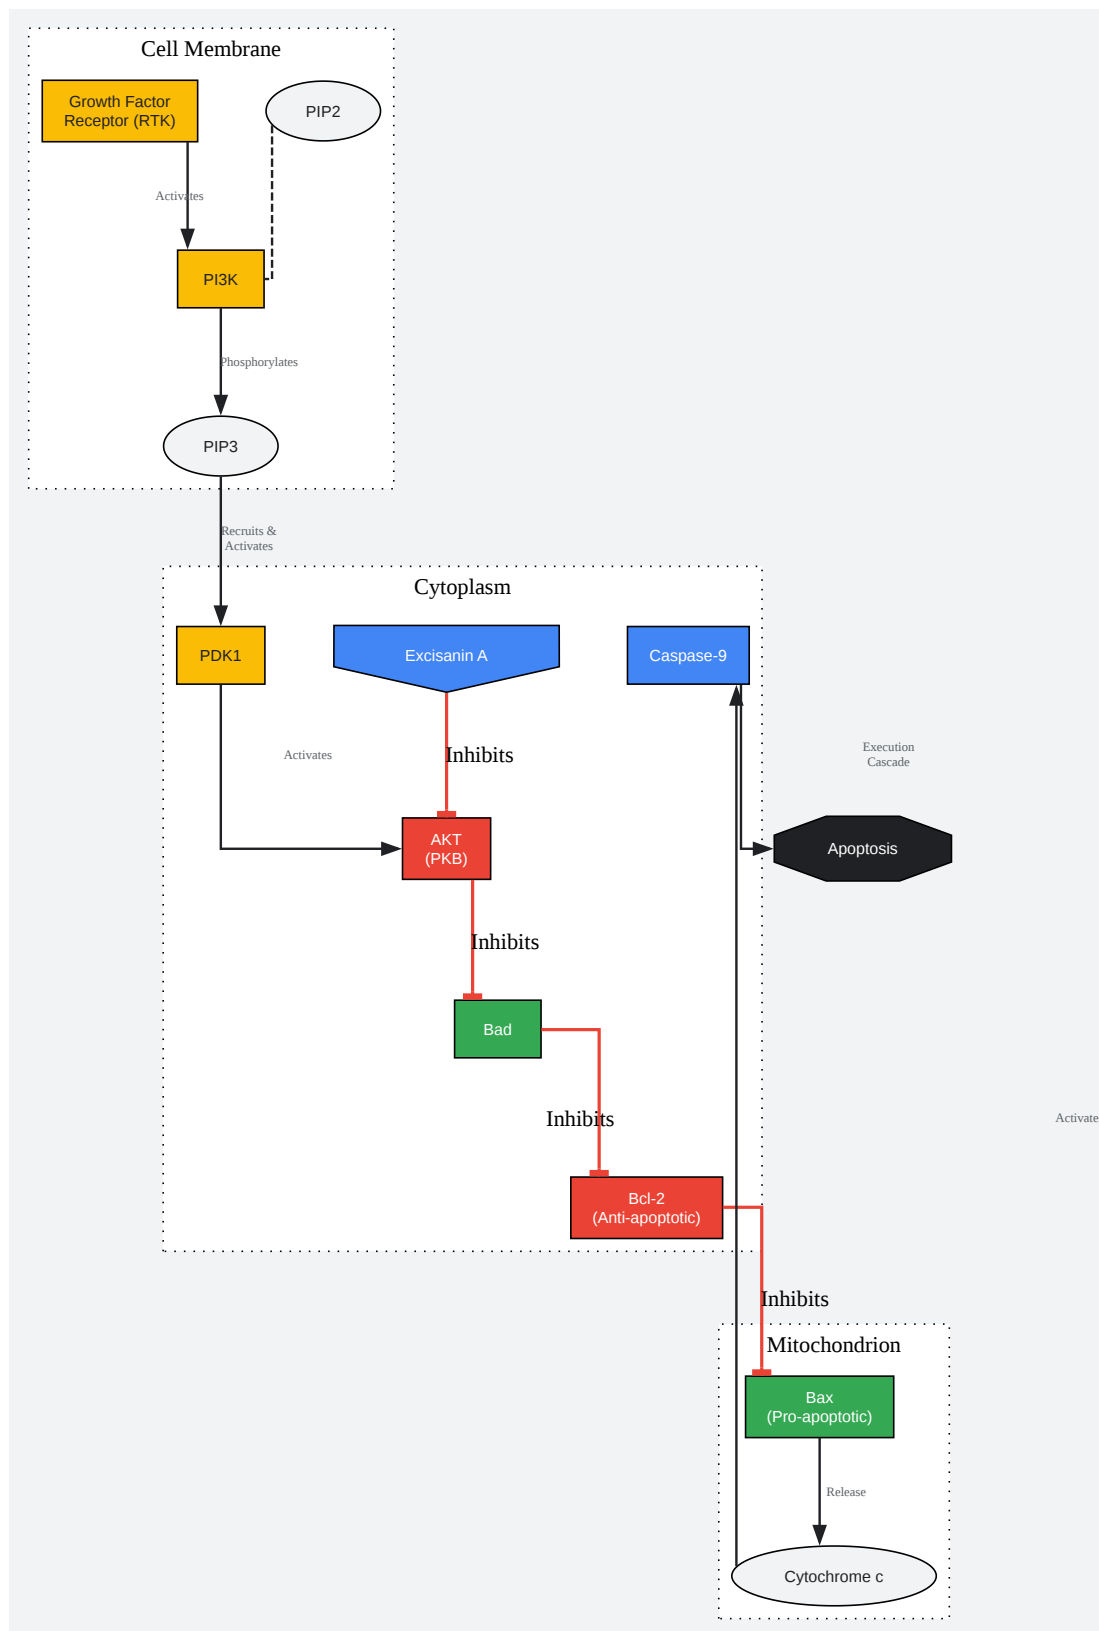 Cell Membrane
Growth Factor
Receptor (RTK)
PIP2
Activates
PI3K
Phosphorylates
PIP3
Recruits &
Activates
Cytoplasm
PDK1
Excisanin A
Caspase-9
Activates
Inhibits
Execution
Cascade
AKT
(PKB)
Apoptosis
Inhibits
Bad
Inhibits
Activate
Bcl-2
(Anti-apoptotic)
Inhibits
Mitochondrion
Bax
(Pro-apoptotic)
Release
Cytochrome c